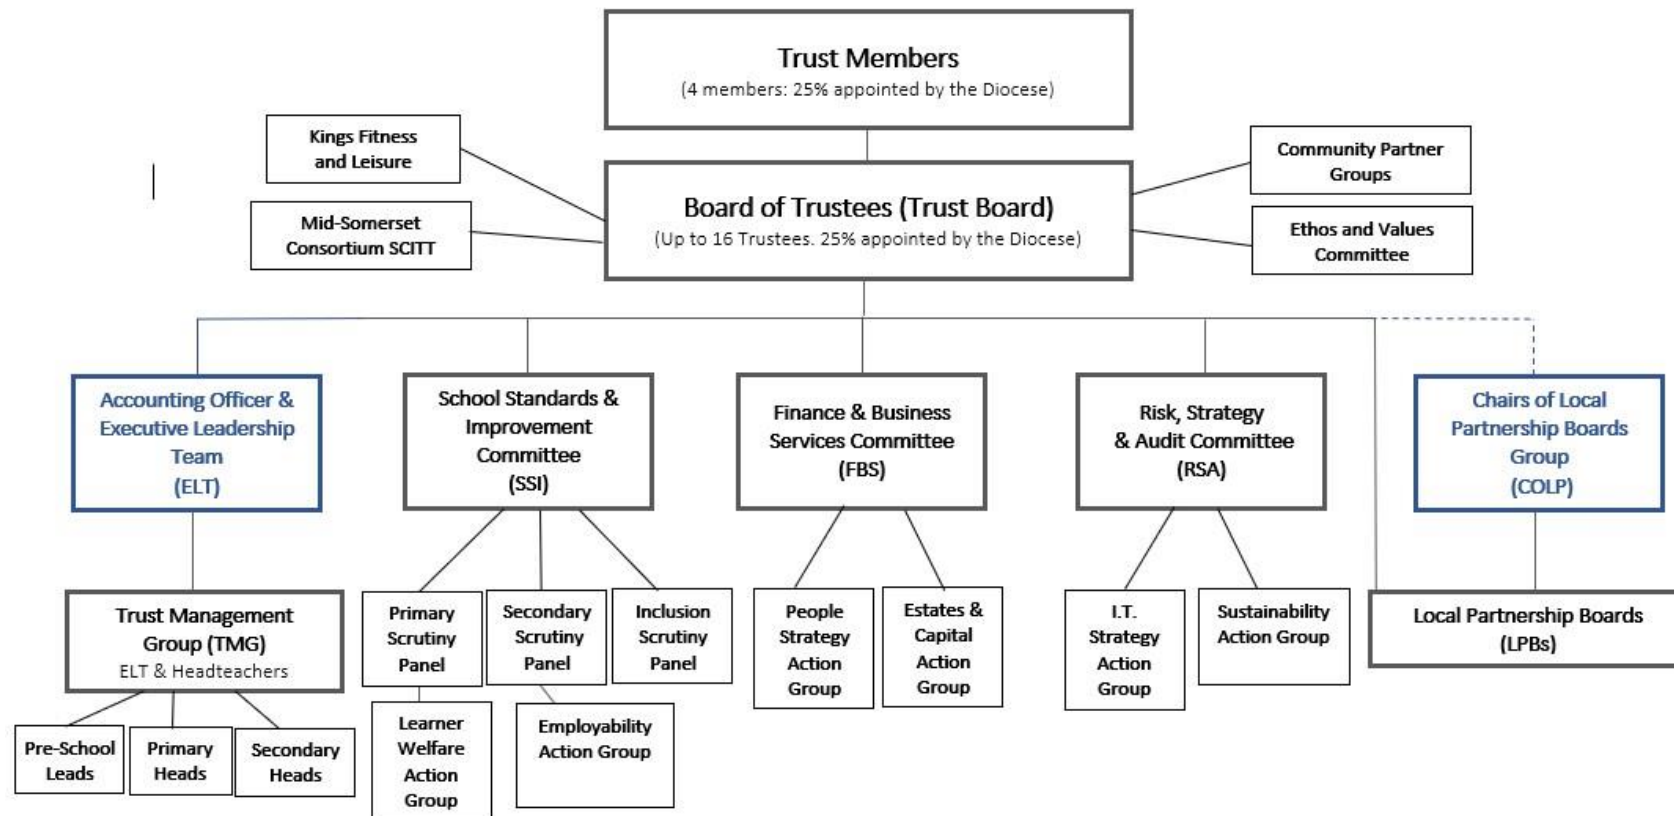 Trust Members
(4 members: 25% appointed by the Diocese)
Kings Fitness
and Leisure
Community Partner
Groups
Board of Trustees (Trust Board)
(Up to 16 Trustees. 25% appointed by the Diocese)
Mid-Somerset
Consortium SCITT
Ethos and Values
Committee
Accounting Officer &
Executive Leadership
Team
(ELT)
School Standards &
Improvement
Committee
(SSI)
Finance & Business
Services Committee
(FBS)
Risk, Strategy
& Audit Committee
(RSA)
Chairs of Local
Partnership Boards
Group
(COLP)
Trust Management
Group (TMG)
ELT & Headteachers
Primary
Scrutiny
Panel
Secondary
Scrutiny
Panel
Inclusion
Scrutiny
Panel
People
Strategy
Action
Group
Estates &
Capital
Action
Group
I.T.
Strategy
Action
Group
Sustainability
Action Group
Local Partnership Boards
(LPBs)
Pre-School
Leads
Primary
Heads
Secondary
Heads
Learner
Welfare
Action
Group
Employability
Action Group